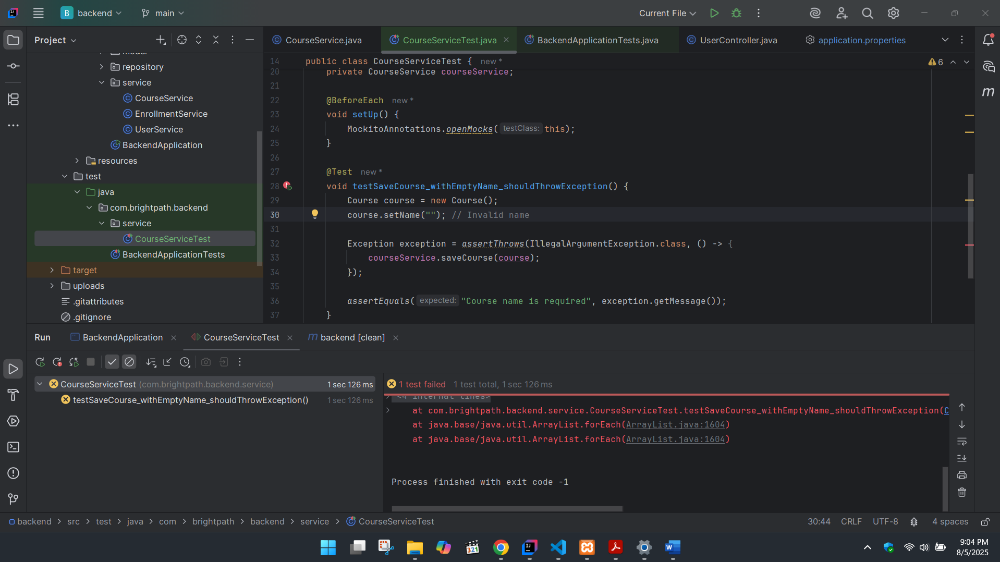 B backend main Current File
Project
CourseService.java CourseServiceTest.java BackendApplicationTests.java UserController.java application.properties
model
repository
service
CourseService
EnrollmentService
UserService
BackendApplication
resources
test
java
com.brightpath.backend
service
CourseServiceTest
BackendApplicationTests
target
uploads
.gitattributes
.gitignore
6
14 public class CourseServiceTest { new *
20 private CourseService courseService;
21
22 @BeforeEach new *
23 void setUp() {
24 MockitoAnnotations.openMocks( testClass: this);
25 }
26
27 @Test new *
28 void testSaveCourse_withEmptyName_shouldThrowException() {
29 Course course = new Course();
30 course.setName(""); // Invalid name
31
32 Exception exception = assertThrows(IllegalArgumentException.class, () -> {
33 courseService.saveCourse(course);
34 });
35
36 assertEquals( expected: "Course name is required", exception.getMessage());
37 }
Run BackendApplication CourseServiceTest m backend [clean]
CourseServiceTest (com.brightpath.backend.service) 1 sec 126 ms
testSaveCourse_withEmptyName_shouldThrowException() 1 sec 126 ms
1 test failed 1 test total, 1 sec 126 ms
<4 internal lines>
at com.brightpath.backend.service.CourseServiceTest.testSaveCourse_withEmptyName_shouldThrowException(C
at java.base/java.util.ArrayList.forEach(ArrayList.java:1604)
at java.base/java.util.ArrayList.forEach(ArrayList.java:1604)
Process finished with exit code -1
backend > src > test > java > com > brightpath > backend > service > CourseServiceTest
30:44 CRLF UTF-8 4 spaces
9:04 PM
8/5/2025